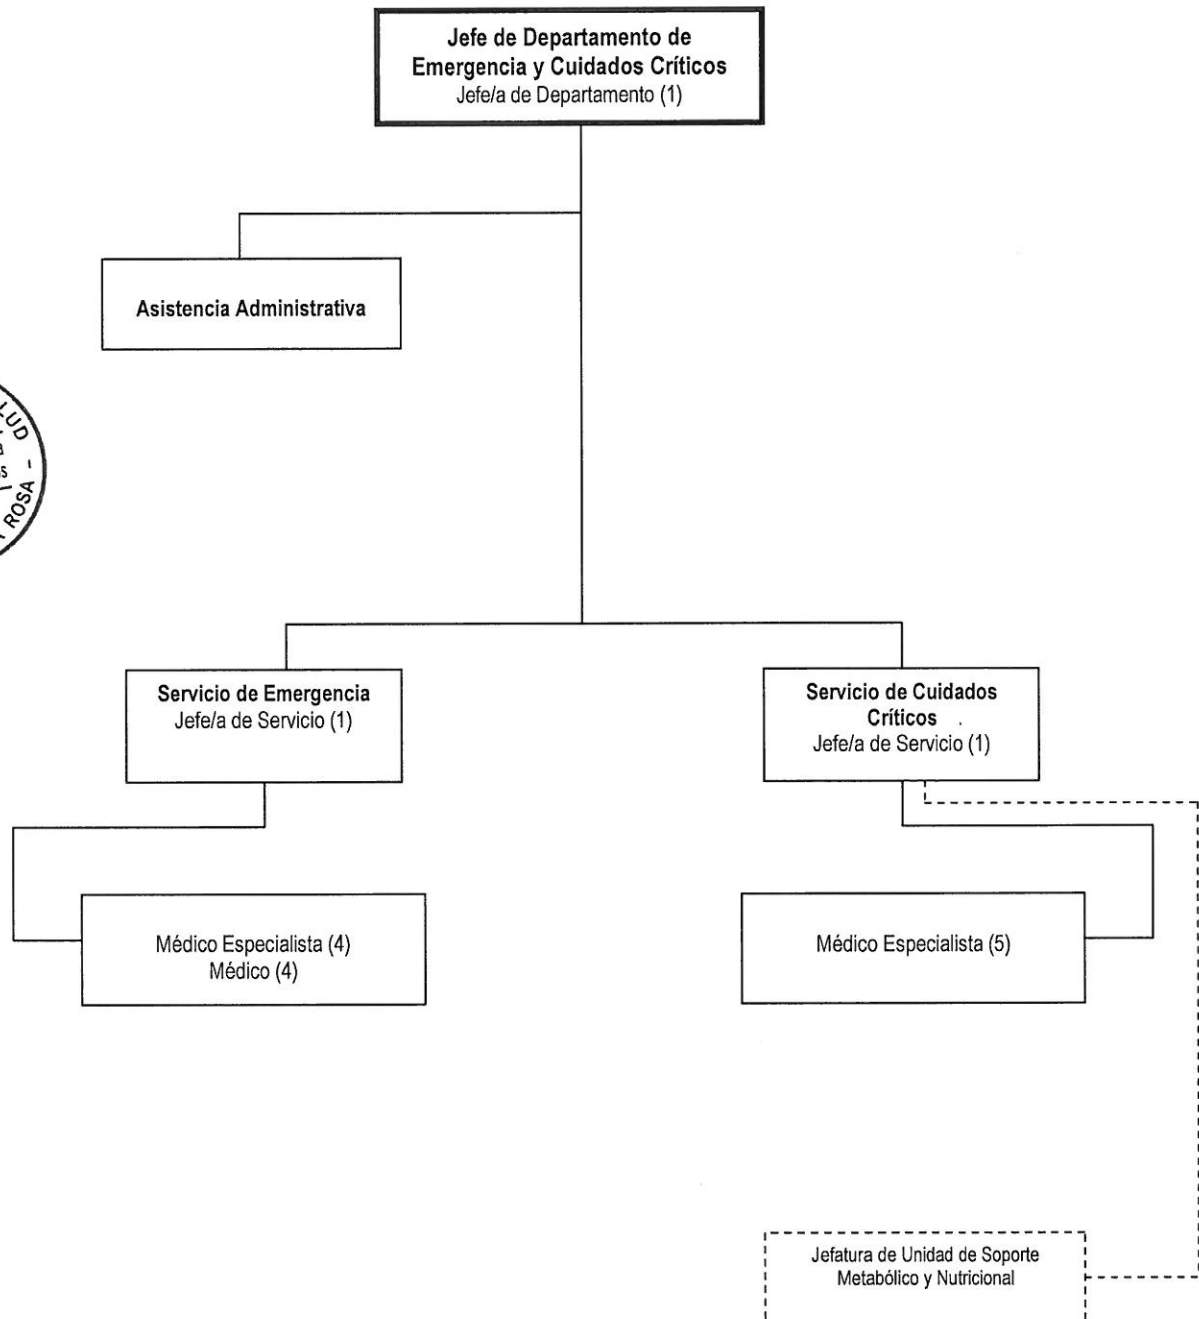 Jefe de Departamento de
Emergencia y Cuidados Críticos
Jefe/a de Departamento (1)
Asistencia Administrativa
LUD
ROSA -
Servicio de Emergencia
Jefe/a de Servicio (1)
Servicio de Cuidados
Críticos
Jefe/a de Servicio (1)
Médico Especialista (4)
Médico (4)
Médico Especialista (5)
Jefatura de Unidad de Soporte
Metabólico y Nutricional